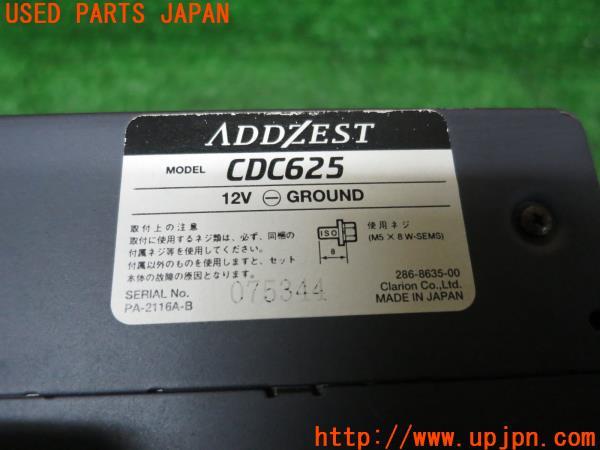 USED PARTS JAPAN
ADDZEST
MODEL CDC625
12V ⊖ GROUND
取付上の注意
取付に使用するネジ類は、必ず、同梱の
付属ネジ等を使用してください。
付属以外のものを使用しますと、セット
本体の故障の原因となります。
ISO
8
使用ネジ
(M5 × 8 W-SEMS)
SERIAL No. 075344
PA-2116A-B
286-8635-00
Clarion Co.,Ltd.
MADE IN JAPAN
http://www.upjpn.com/